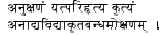 अनुक्षणं यत्परिहृत्य कृत्यं
अनाद्यविद्याकृतबन्धमोक्षणम् ।